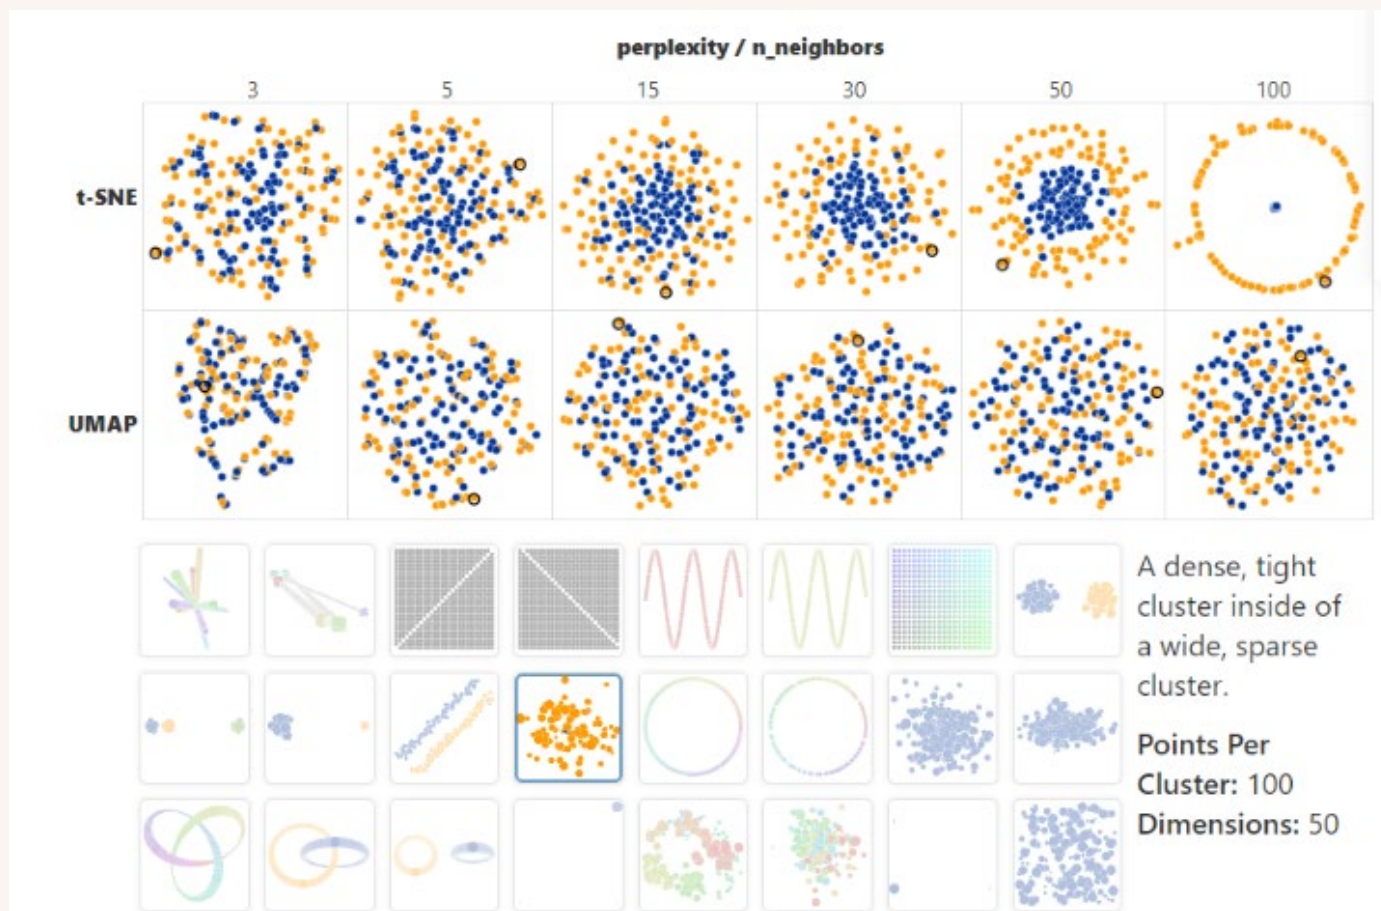 perplexity / n_neighbors
3 5 15 30 50 100
t-SNE
UMAP
A dense, tight
cluster inside of
a wide, sparse
cluster.
Points Per
Cluster: 100
Dimensions: 50